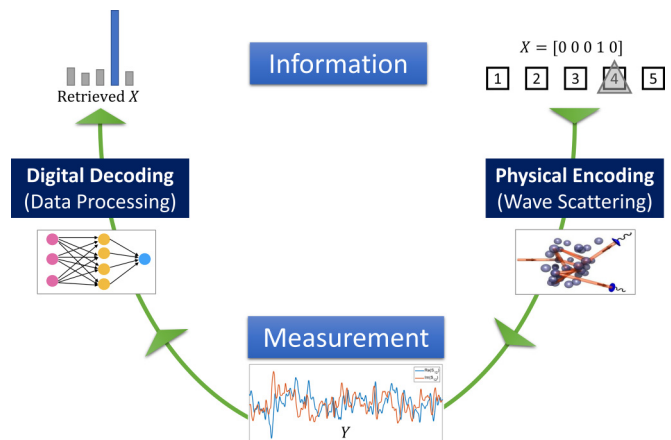 Information
X = [0 0 0 1 0]
1 2 3 4 5
Retrieved X
Digital Decoding
(Data Processing)
Physical Encoding
(Wave Scattering)
Measurement
Y